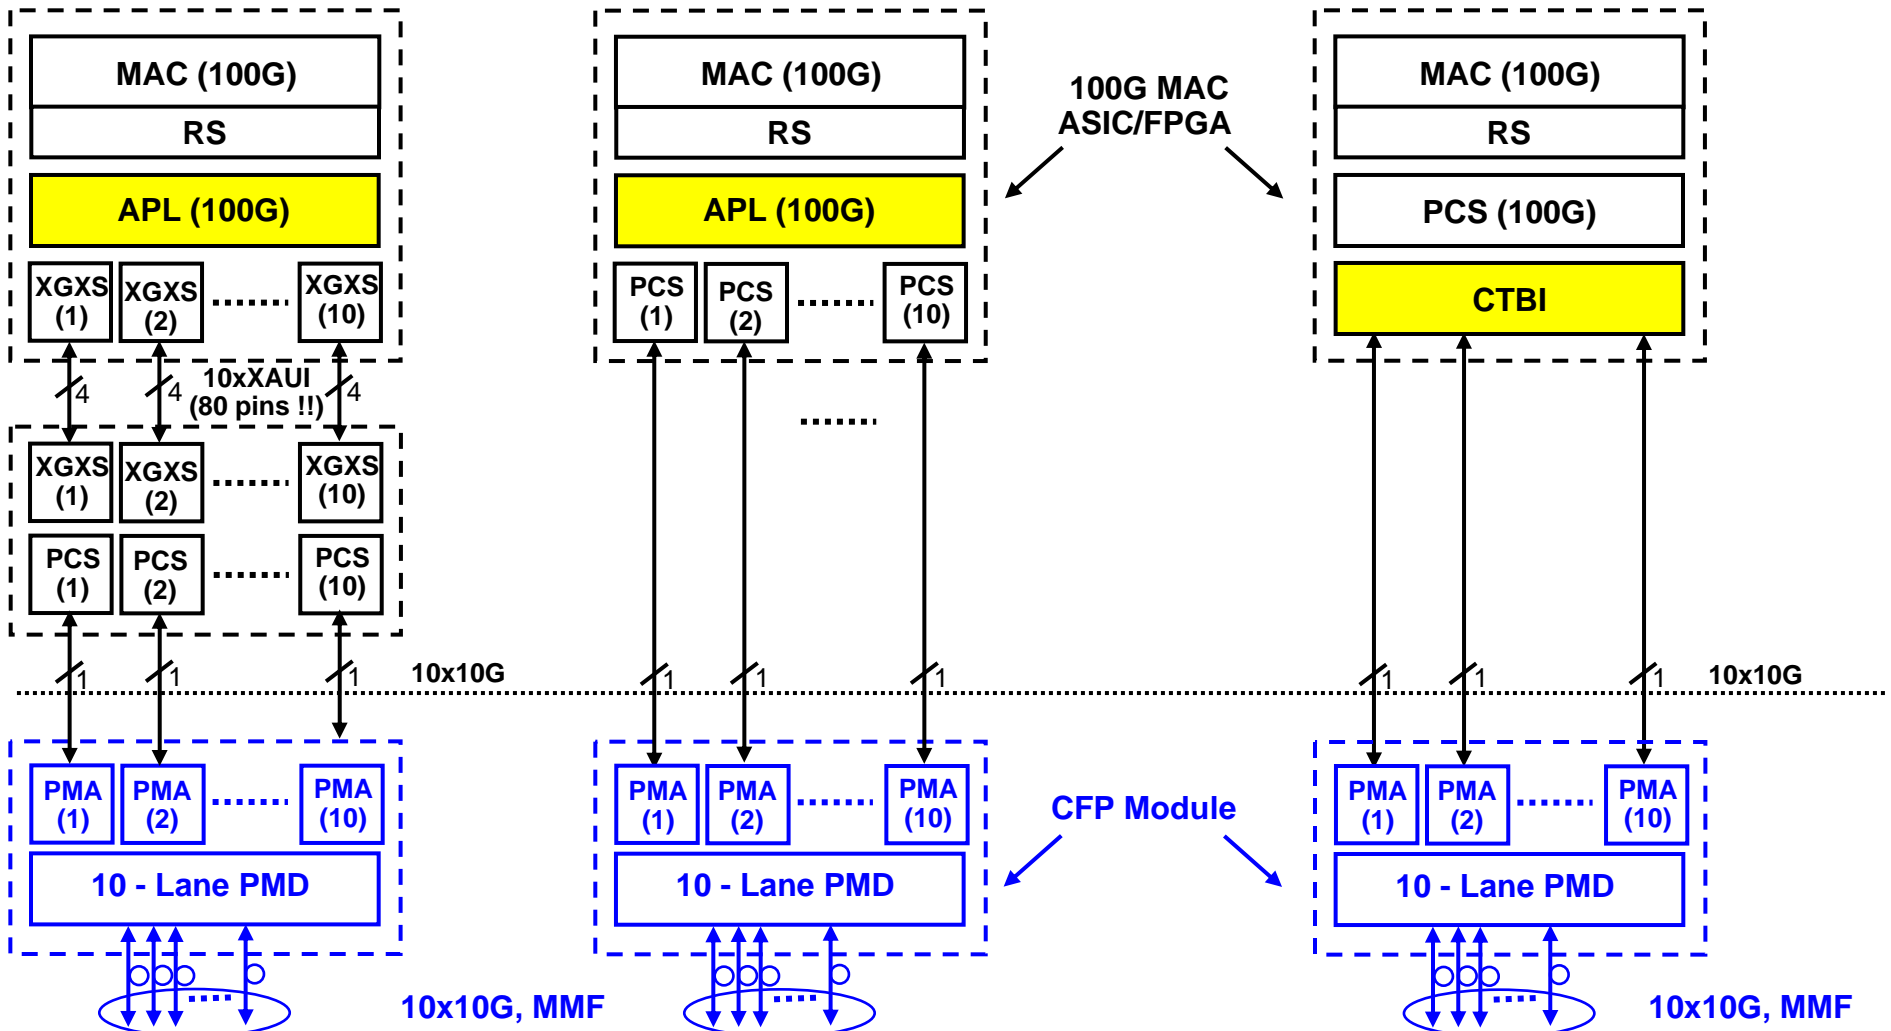 MAC (100G)
RS
APL (100G)
XGXS
(1)
XGXS
(2)
XGXS
(10)
4
4
4
10xXAUI
(80 pins !!)
XGXS
(1)
XGXS
(2)
XGXS
(10)
PCS
(1)
PCS
(2)
PCS
(10)
1
1
1
10x10G
PMA
(1)
PMA
(2)
PMA
(10)
10 - Lane PMD
10x10G, MMF
MAC (100G)
RS
APL (100G)
PCS
(1)
PCS
(2)
PCS
(10)
1
1
1
PMA
(1)
PMA
(2)
PMA
(10)
10 - Lane PMD
100G MAC
ASIC/FPGA
CFP Module
MAC (100G)
RS
PCS (100G)
CTBI
1
1
1
10x10G
PMA
(1)
PMA
(2)
PMA
(10)
10 - Lane PMD
10x10G, MMF